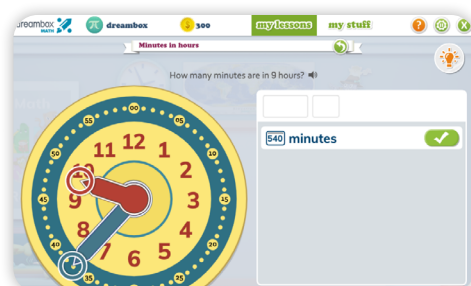 dreambox
MATH
dreambox
300
my lessons
my stuff
?
X
Minutes in hours
How many minutes are in 9 hours?
00
05
10
15
20
25
35
40
45
50
55
12
1
2
3
4
5
6
7
8
9
10
11
540 minutes